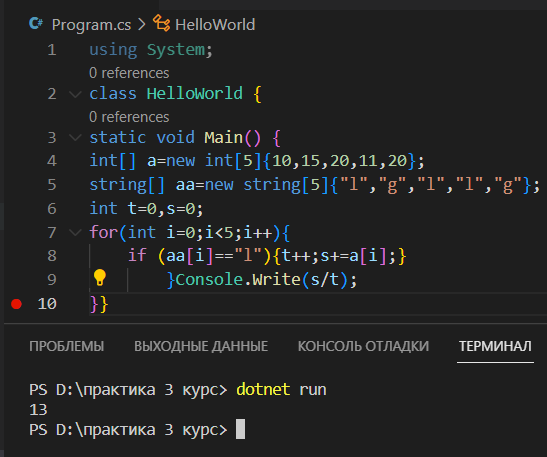 Program.cs > HelloWorld
1 using System;
0 references
2 class HelloWorld {
0 references
3 static void Main() {
4 int[] a=new int[5]{10,15,20,11,20};
5 string[] aa=new string[5]{"l","g","l","l","g"};
6 int t=0,s=0;
7 for(int i=0;i<5;i++){
8 if (aa[i]=="l"){t++;s+=a[i];}
9 }Console.Write(s/t);
10 }}
ПРОБЛЕМЫ ВЫХОДНЫЕ ДАННЫЕ КОНСОЛЬ ОТЛАДКИ ТЕРМИНАЛ
PS D:\практика 3 курс> dotnet run
13
PS D:\практика 3 курс>